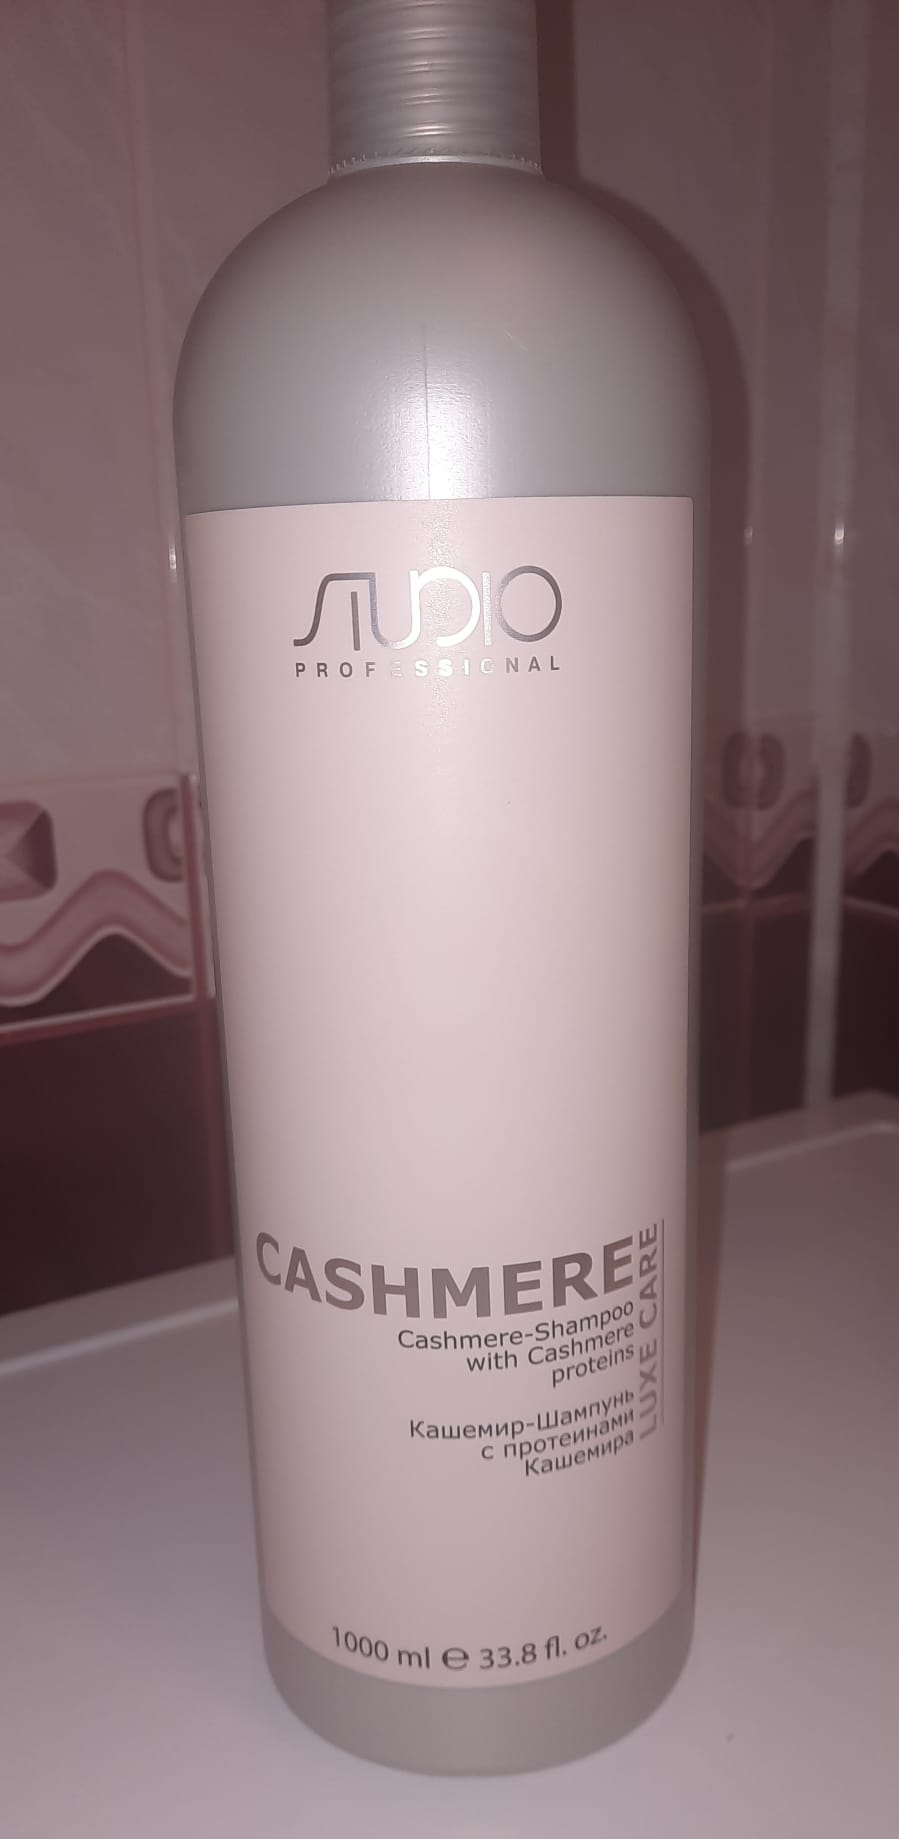 STUDIO
PROFESSIONAL
CASHMERE
Cashmere-Shampoo
with Cashmere
proteins
Кашемир-Шампунь
с протеинами
Кашемира
LUXE CARE
1000 ml ℮ 33.8 fl. oz.